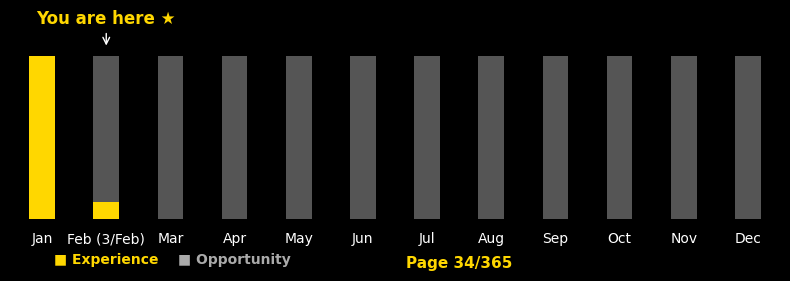 You are here ★
Jan Feb (3/Feb) Mar Apr May Jun Jul Aug Sep Oct Nov Dec
■ Experience ■ Opportunity Page 34/365